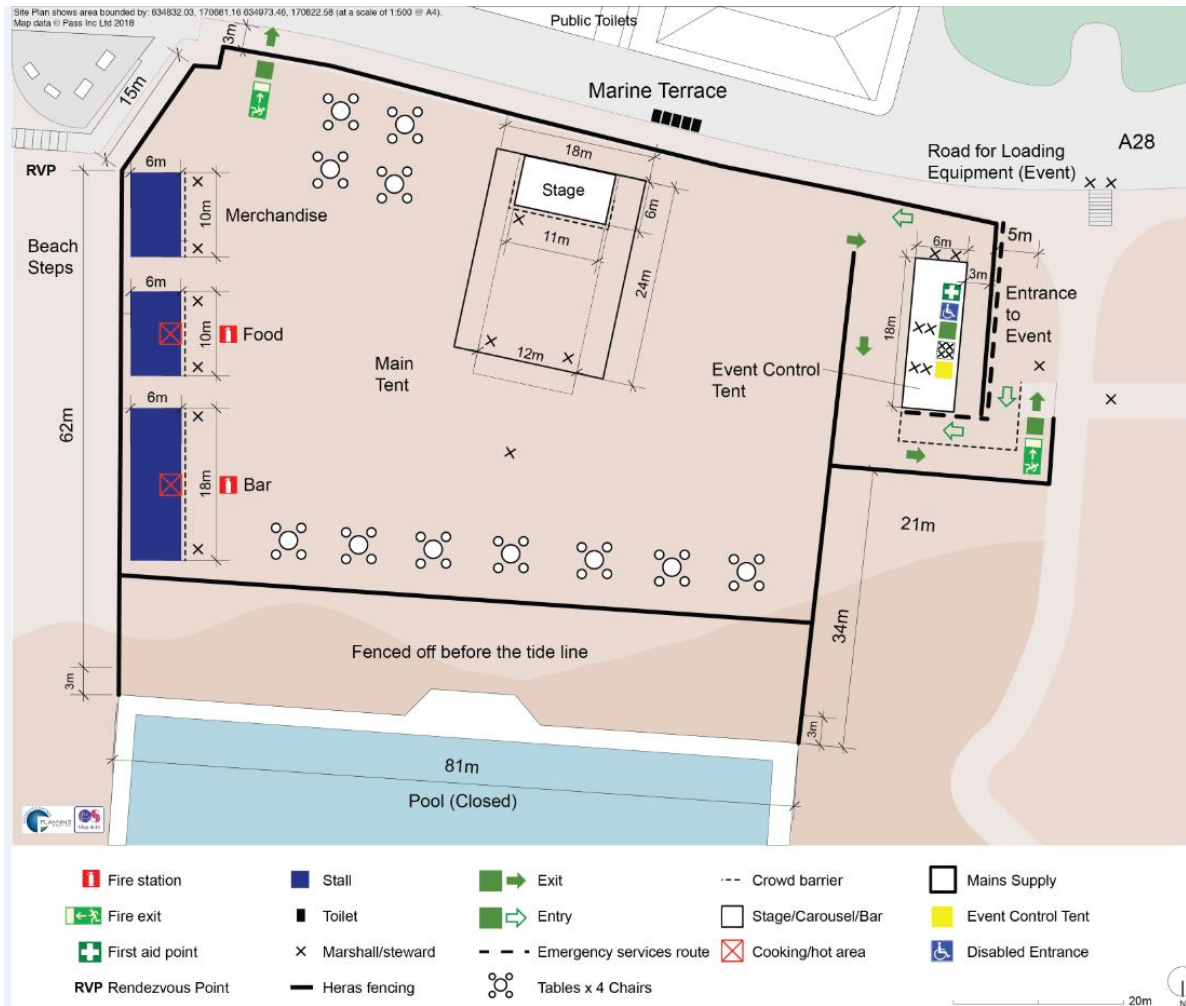 Site Plan shows area bounded by: 634832.03, 170681.16 634973.46, 170822.58 (at a scale of 1:500 @ A4).
Map data © Pass Inc Ltd 2018
Public Toilets
3m
15m
Marine Terrace
A28
Road for Loading
Equipment (Event)
RVP
6m
10m
Merchandise
18m
Stage
6m
11m
24m
12m
Beach
Steps
6m
5m
3m
18m
Entrance
to
Event
6m
10m
Food
Main
Tent
Event Control
Tent
62m
6m
18m
Bar
21m
34m
Fenced off before the tide line
3m
3m
81m
Pool (Closed)
PLANNING
Map data
Fire station
Stall
Exit
Crowd barrier
Mains Supply
Fire exit
Toilet
Entry
Stage/Carousel/Bar
Event Control Tent
First aid point
Marshall/steward
Emergency services route
Cooking/hot area
Disabled Entrance
RVP Rendezvous Point
Heras fencing
Tables x 4 Chairs
20m
N